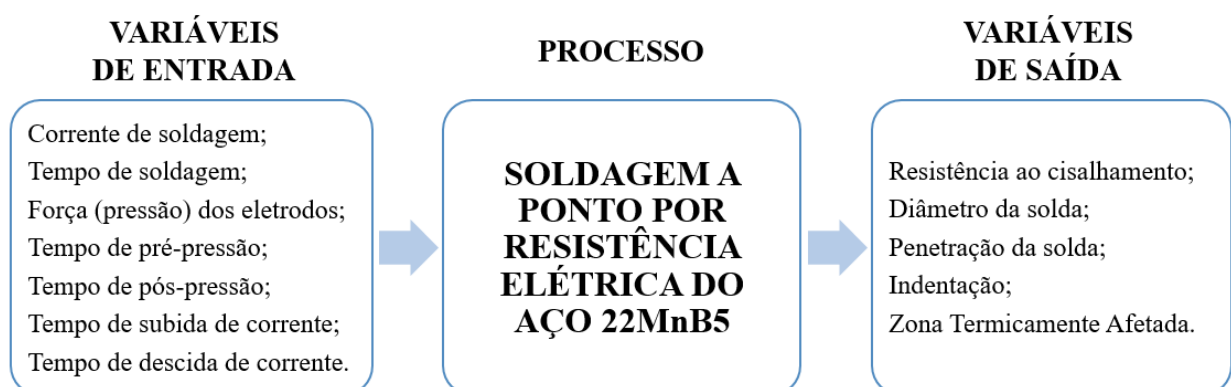 VARIÁVEIS
DE ENTRADA
Corrente de soldagem;
Tempo de soldagem;
Força (pressão) dos eletrodos;
Tempo de pré-pressão;
Tempo de pós-pressão;
Tempo de subida de corrente;
Tempo de descida de corrente.
PROCESSO
SOLDAGEM A
PONTO POR
RESISTÊNCIA
ELÉTRICA DO
AÇO 22MnB5
VARIÁVEIS
DE SAÍDA
Resistência ao cisalhamento;
Diâmetro da solda;
Penetração da solda;
Indentação;
Zona Termicamente Afetada.